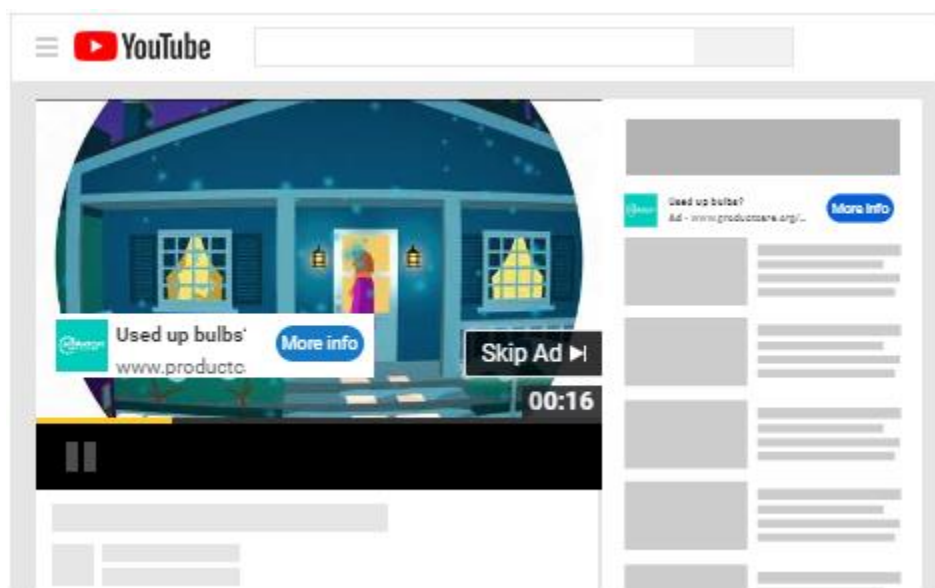 YouTube
Used up bulbs?
Ad - www.productcare.org/...
More info
Used up bulbs'
www.productc
More info
Skip Ad
00:16